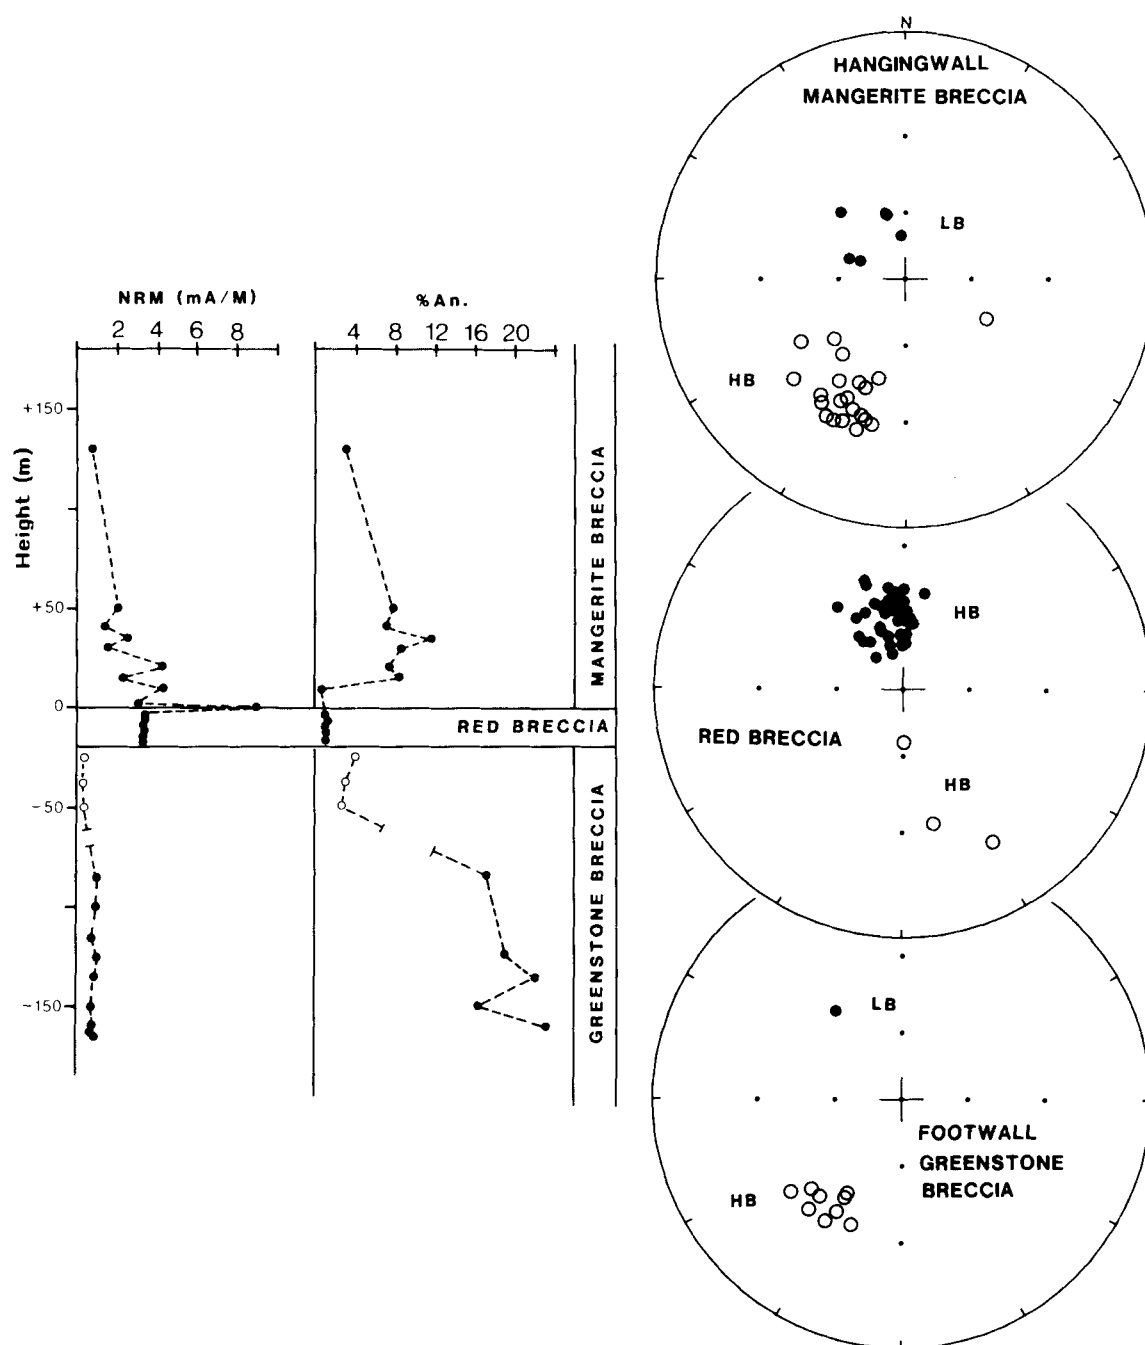 N
HANGINGWALL
MANGERITE BRECCIA
LB
HB
NRM (mA/M)
2 4 6 8
%An.
4 8 12 16 20
Height (m)
+150
+50
0
-50
-150
MANGERITE BRECCIA
RED BRECCIA
GREENSTONE BRECCIA
HB
RED BRECCIA
HB
LB
FOOTWALL
GREENSTONE
BRECCIA
HB